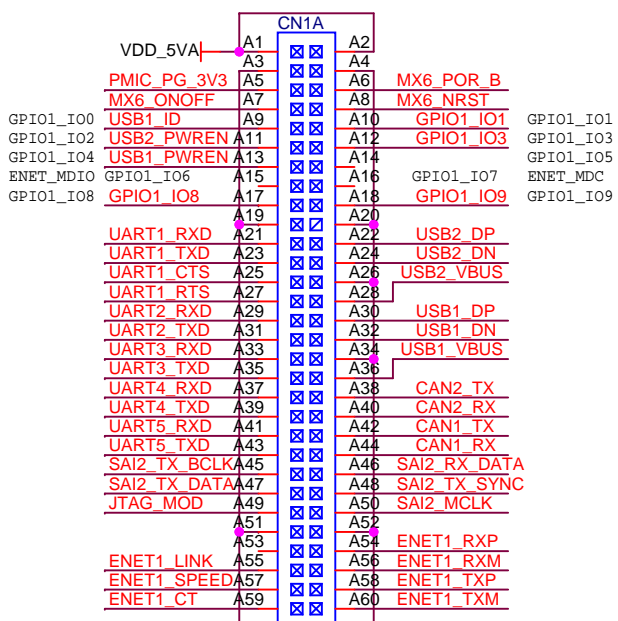 CN1A
VDD_5VA A1 A2
A3 A4
PMIC_PG_3V3 A5 A6 MX6_POR_B
MX6_ONOFF A7 A8 MX6_NRST
GPIO1_IO0 USB1_ID A9 A10 GPIO1_IO1 GPIO1_IO1
GPIO1_IO2 USB2_PWREN A11 A12 GPIO1_IO3 GPIO1_IO3
GPIO1_IO4 USB1_PWREN A13 A14 GPIO1_IO5
ENET_MDIO GPIO1_IO6 A15 A16 GPIO1_IO7 ENET_MDC
GPIO1_IO8 GPIO1_IO8 A17 A18 GPIO1_IO9 GPIO1_IO9
A19 A20
UART1_RXD A21 A22 USB2_DP
UART1_TXD A23 A24 USB2_DN
UART1_CTS A25 A26 USB2_VBUS
UART1_RTS A27 A28
UART2_RXD A29 A30 USB1_DP
UART2_TXD A31 A32 USB1_DN
UART3_RXD A33 A34 USB1_VBUS
UART3_TXD A35 A36
UART4_RXD A37 A38 CAN2_TX
UART4_TXD A39 A40 CAN2_RX
UART5_RXD A41 A42 CAN1_TX
UART5_TXD A43 A44 CAN1_RX
SAI2_TX_BCLK A45 A46 SAI2_RX_DATA
SAI2_TX_DATA A47 A48 SAI2_TX_SYNC
JTAG_MOD A49 A50 SAI2_MCLK
A51 A52
A53 A54 ENET1_RXP
ENET1_LINK A55 A56 ENET1_RXM
ENET1_SPEED A57 A58 ENET1_TXP
ENET1_CT A59 A60 ENET1_TXM